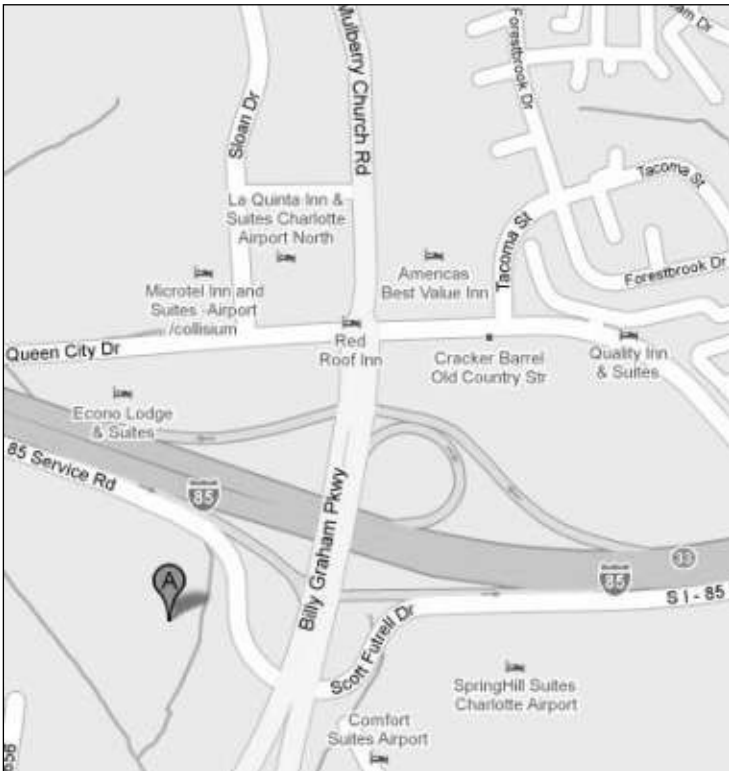 Mulberry Church Rd
Forestbrook Dr
am Dr
Sloan Dr
Tacoma St
La Quinta Inn &
Suites Charlotte
Airport North
Tacoma St
Forestbrook Dr
Americas
Best Value Inn
Microtel Inn and
Suites -Airport
/collisium
Queen City Dr
Red
Roof Inn
Cracker Barrel
Old Country Str
Quality Inn
& Suites
Econo Lodge
& Suites
85 Service Rd
85
Billy Graham Pkwy
33
85
S I - 85
A
Scott Futrell Dr
SpringHill Suites
Charlotte Airport
Comfort
Suites Airport